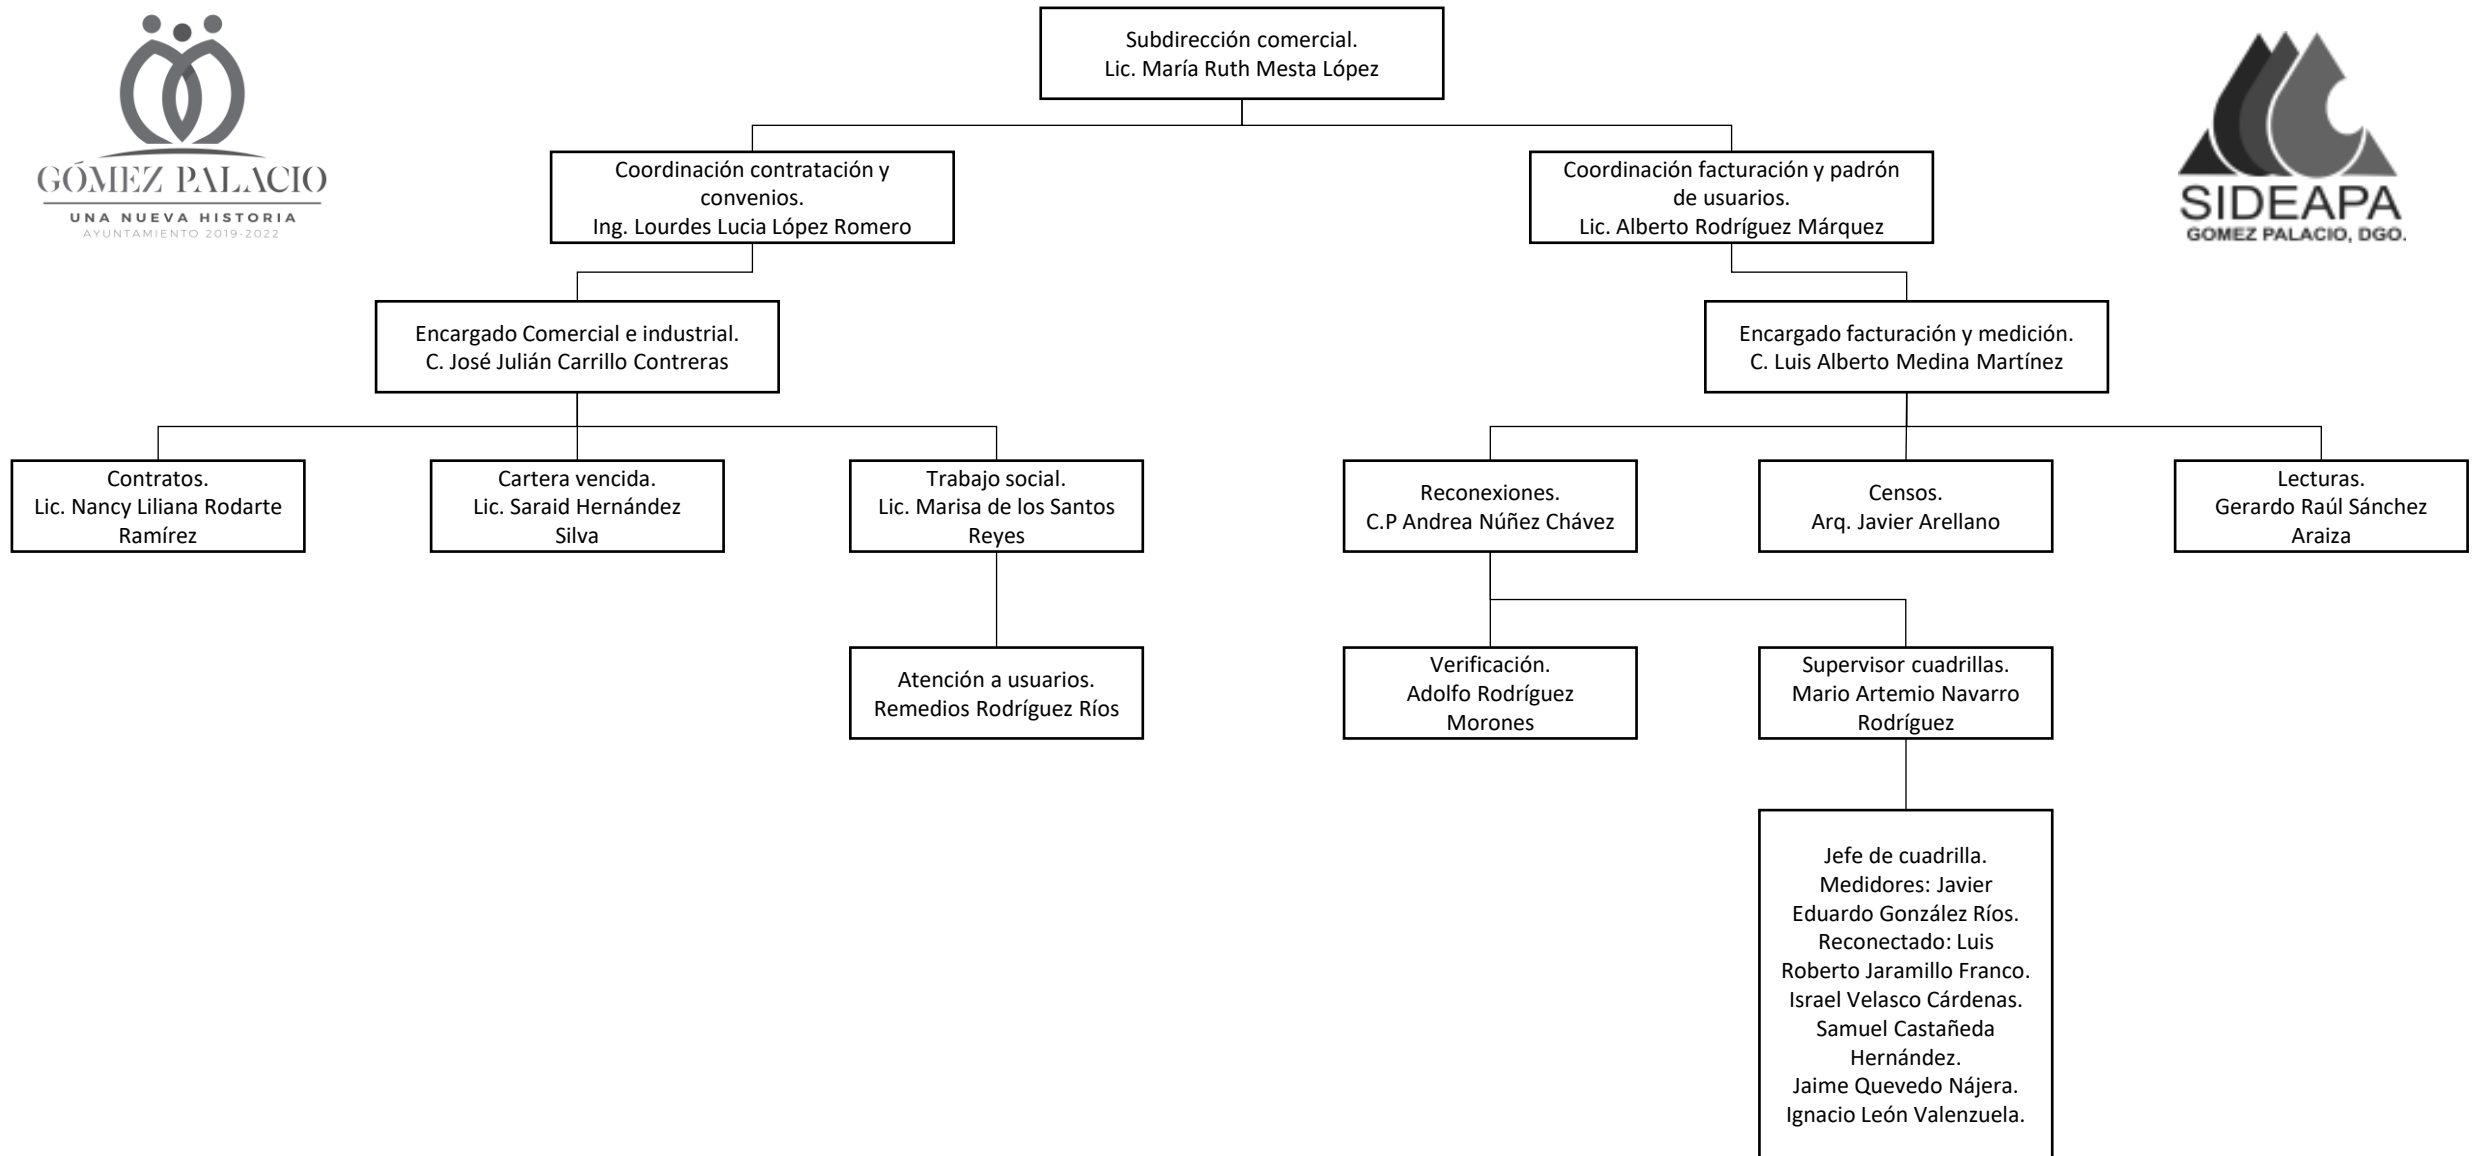 GÓMEZ PALACIO
UNA NUEVA HISTORIA
AYUNTAMIENTO 2019-2022
Subdirección comercial.
Lic. María Ruth Mesta López
SIDEAPA
GOMEZ PALACIO, DGO.
Coordinación contratación y
convenios.
Ing. Lourdes Lucia López Romero
Coordinación facturación y padrón
de usuarios.
Lic. Alberto Rodríguez Márquez
Encargado Comercial e industrial.
C. José Julián Carrillo Contreras
Encargado facturación y medición.
C. Luis Alberto Medina Martínez
Contratos.
Lic. Nancy Liliana Rodarte
Ramírez
Cartera vencida.
Lic. Saraid Hernández
Silva
Trabajo social.
Lic. Marisa de los Santos
Reyes
Reconexiones.
C.P Andrea Núñez Chávez
Censos.
Arq. Javier Arellano
Lecturas.
Gerardo Raúl Sánchez
Araiza
Atención a usuarios.
Remedios Rodríguez Ríos
Verificación.
Adolfo Rodríguez
Morones
Supervisor cuadrillas.
Mario Artemio Navarro
Rodríguez
Jefe de cuadrilla.
Medidores: Javier
Eduardo González Ríos.
Reconectado: Luis
Roberto Jaramillo Franco.
Israel Velasco Cárdenas.
Samuel Castañeda
Hernández.
Jaime Quevedo Nájera.
Ignacio León Valenzuela.